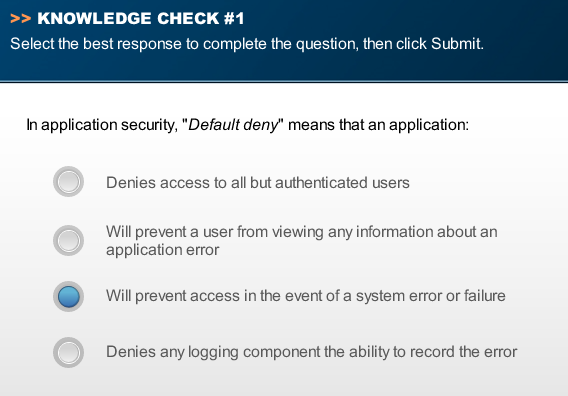 >> KNOWLEDGE CHECK #1
Select the best response to complete the question, then click Submit.
In application security, "Default deny" means that an application:
Denies access to all but authenticated users
Will prevent a user from viewing any information about an
application error
Will prevent access in the event of a system error or failure
Denies any logging component the ability to record the error